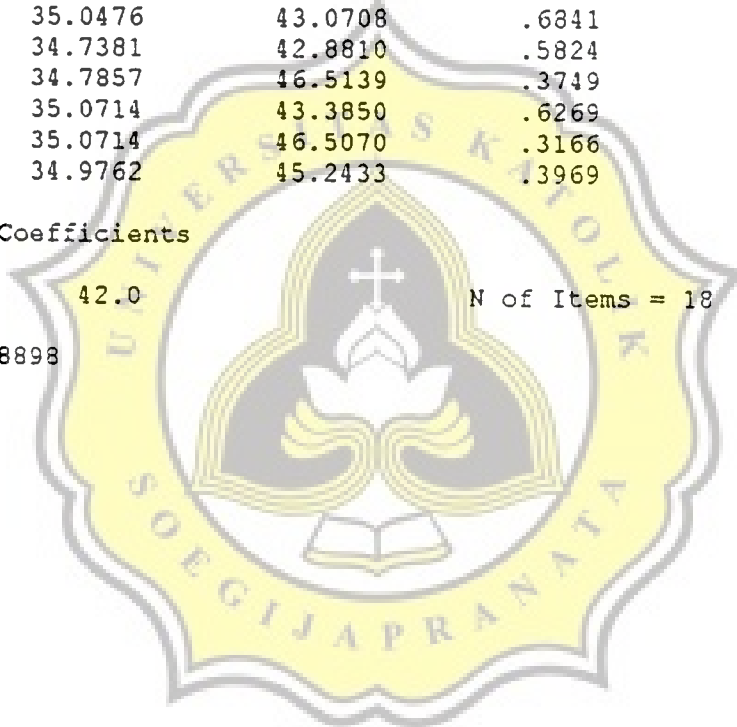 35.0476 43.0708 .6841
34.7381 42.8810 .5824
34.7857 46.5139 .3749
35.0714 43.3850 .6269
35.0714 46.5070 .3166
34.9762 45.2433 .3969
Coefficients
42.0 N of Items = 18
8898
UNIVERSITAS KATOLIK
SOEGIJAPRANATA